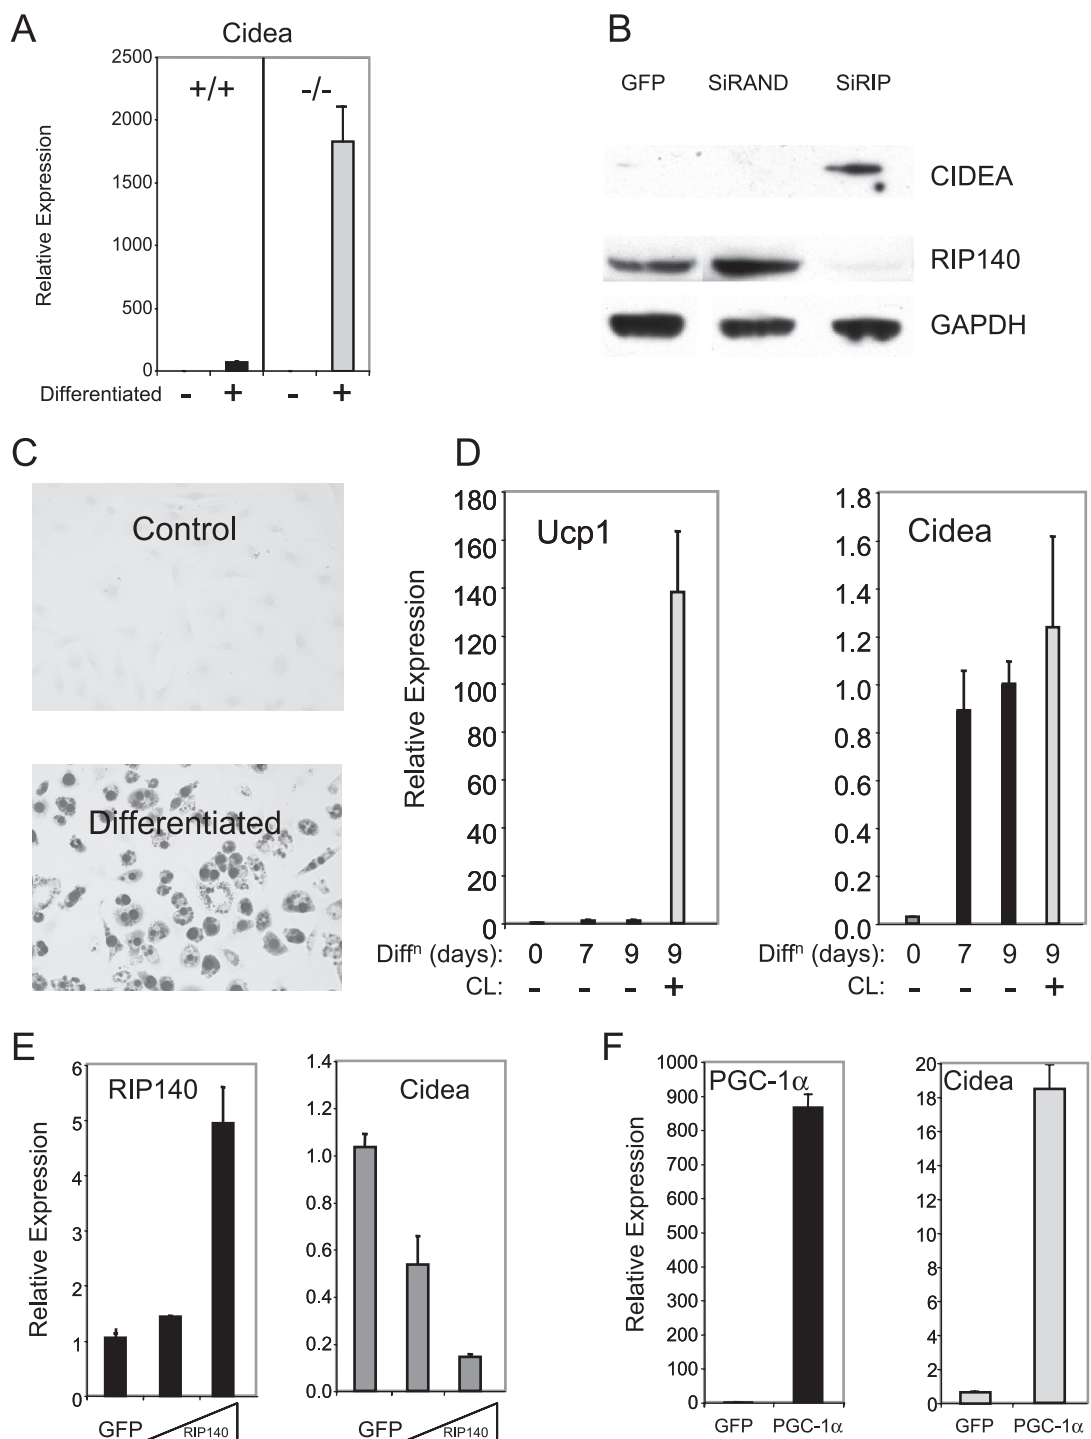 A
Cidea
2500
2000
1500
1000
500
0
Relative Expression
+/+
-/-
Differentiated - + - +
B
GFP SiRAND SiRIP
CIDEA
RIP140
GAPDH
C
Control
Differentiated
D
Relative Expression
180
160
140
120
100
80
60
40
20
0
Ucp1
Diffⁿ (days): 0 7 9 9
CL: - - - +
1.8
1.6
1.4
1.2
1.0
0.8
0.6
0.4
0.2
0.0
Cidea
Diffⁿ (days): 0 7 9 9
CL: - - - +
E
Relative Expression
6
5
4
3
2
1
0
RIP140
GFP RIP140
1.4
1.2
1.0
0.8
0.6
0.4
0.2
0.0
Cidea
GFP RIP140
F
Relative Expression
1000
900
800
700
600
500
400
300
200
100
0
PGC-1α
GFP PGC-1α
20
18
16
14
12
10
8
6
4
2
0
Cidea
GFP PGC-1α